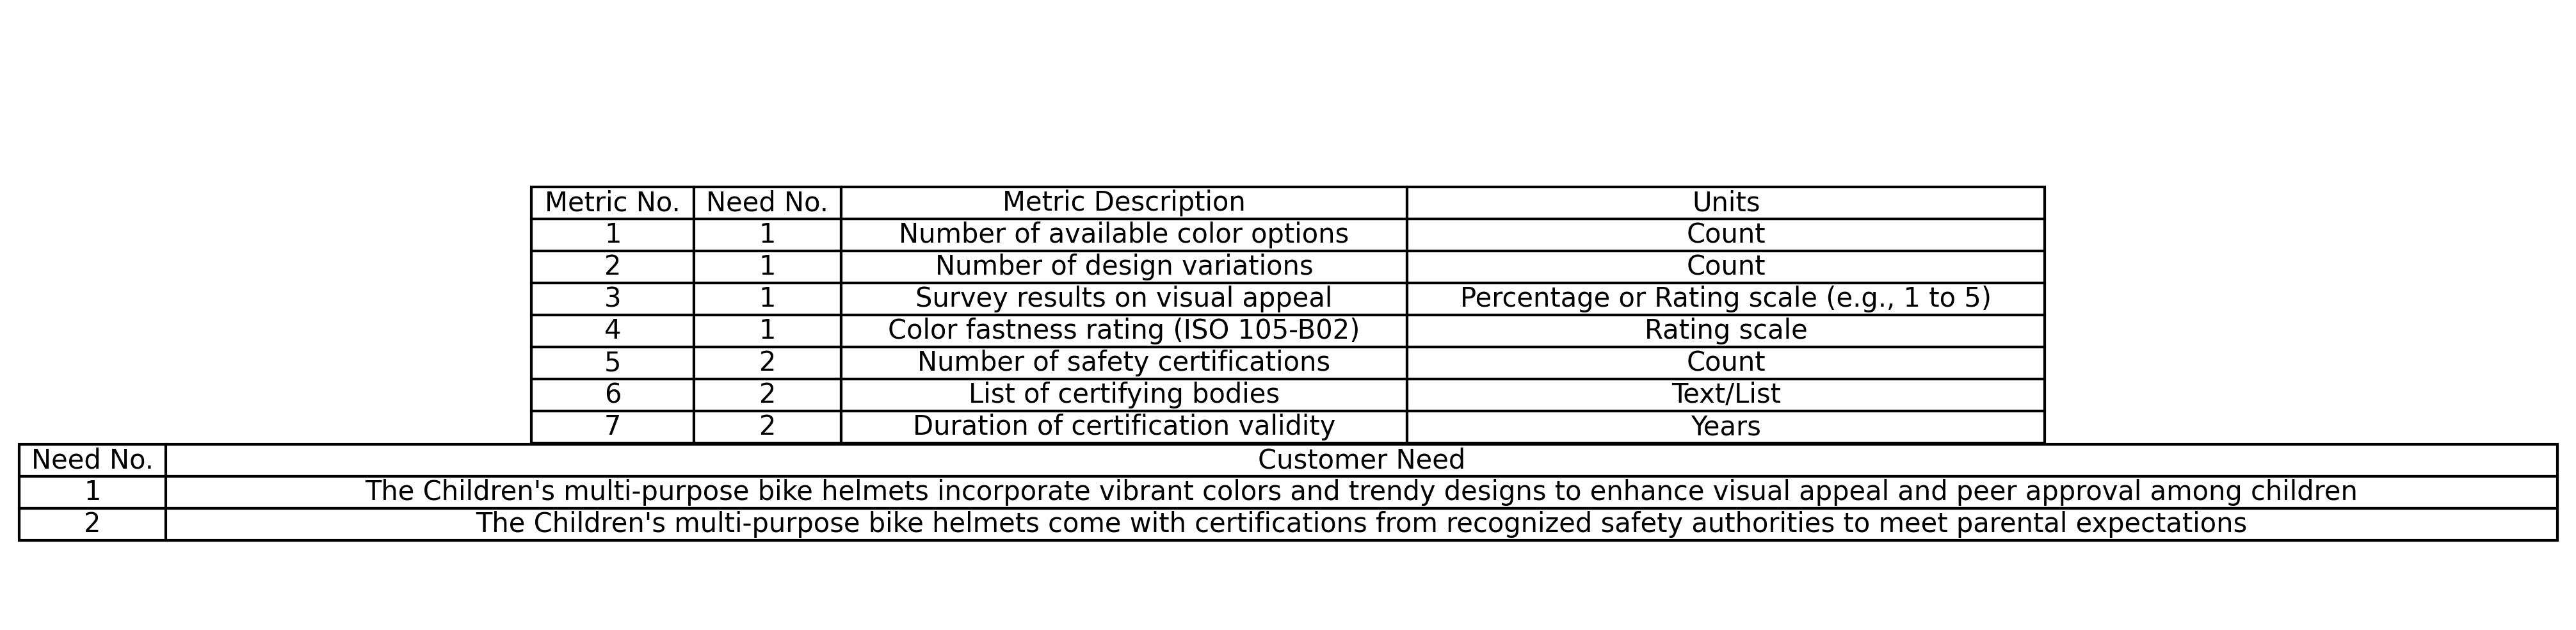 Metric No. Need No. Metric Description Units
1 1 Number of available color options Count
2 1 Number of design variations Count
3 1 Survey results on visual appeal Percentage or Rating scale (e.g., 1 to 5)
4 1 Color fastness rating (ISO 105-B02) Rating scale
5 2 Number of safety certifications Count
6 2 List of certifying bodies Text/List
7 2 Duration of certification validity Years
Need No. Customer Need
1 The Children's multi-purpose bike helmets incorporate vibrant colors and trendy designs to enhance visual appeal and peer approval among children
2 The Children's multi-purpose bike helmets come with certifications from recognized safety authorities to meet parental expectations